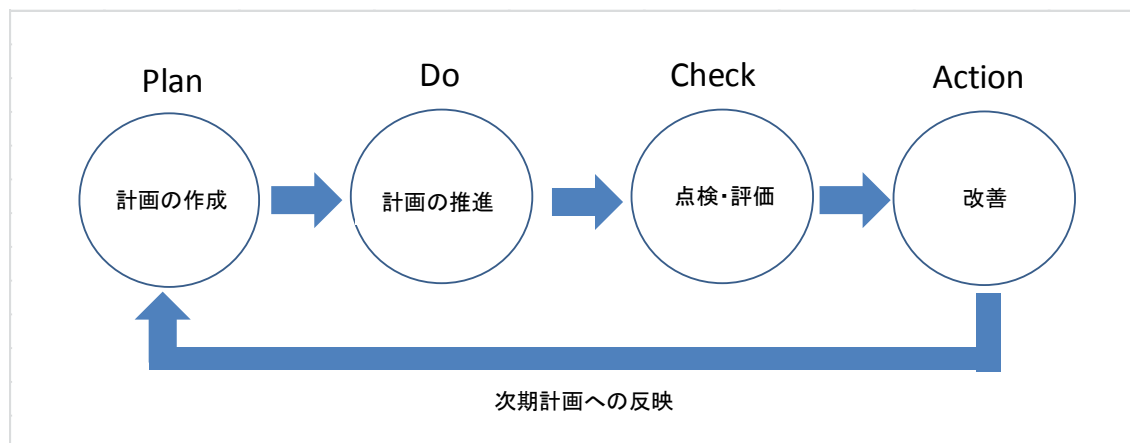 Plan
Do
Check
Action
計画の作成
計画の推進
点検・評価
改善
次期計画への反映